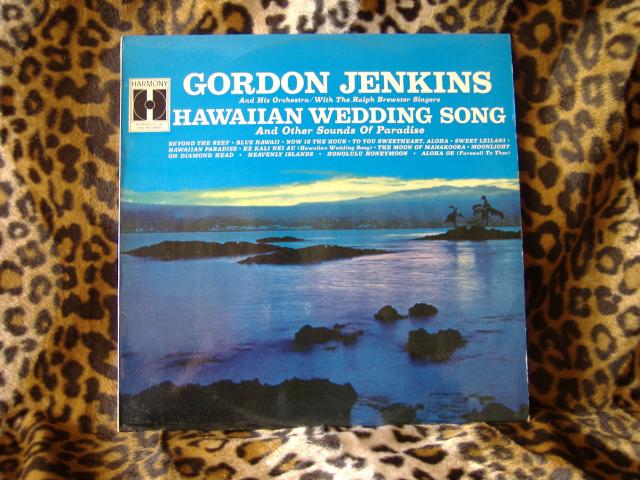 HARMONY
GORDON JENKINS
And His Orchestra/With The Ralph Brewster Singers
HAWAIIAN WEDDING SONG
And Other Sounds Of Paradise
BEYOND THE REEF • BLUE HAWAII • NOW IS THE HOUR • TO YOU SWEETHEART, ALOHA • SWEET LEILANI •
HAWAIIAN PARADISE • KE KALI NEI AU (Hawaiian Wedding Song) • THE MOON OF MANAKOORA • MOONLIGHT
ON DIAMOND HEAD • HEAVENLY ISLANDS • HONOLULU HONEYMOON • ALOHA OE (Farewell To Thee)